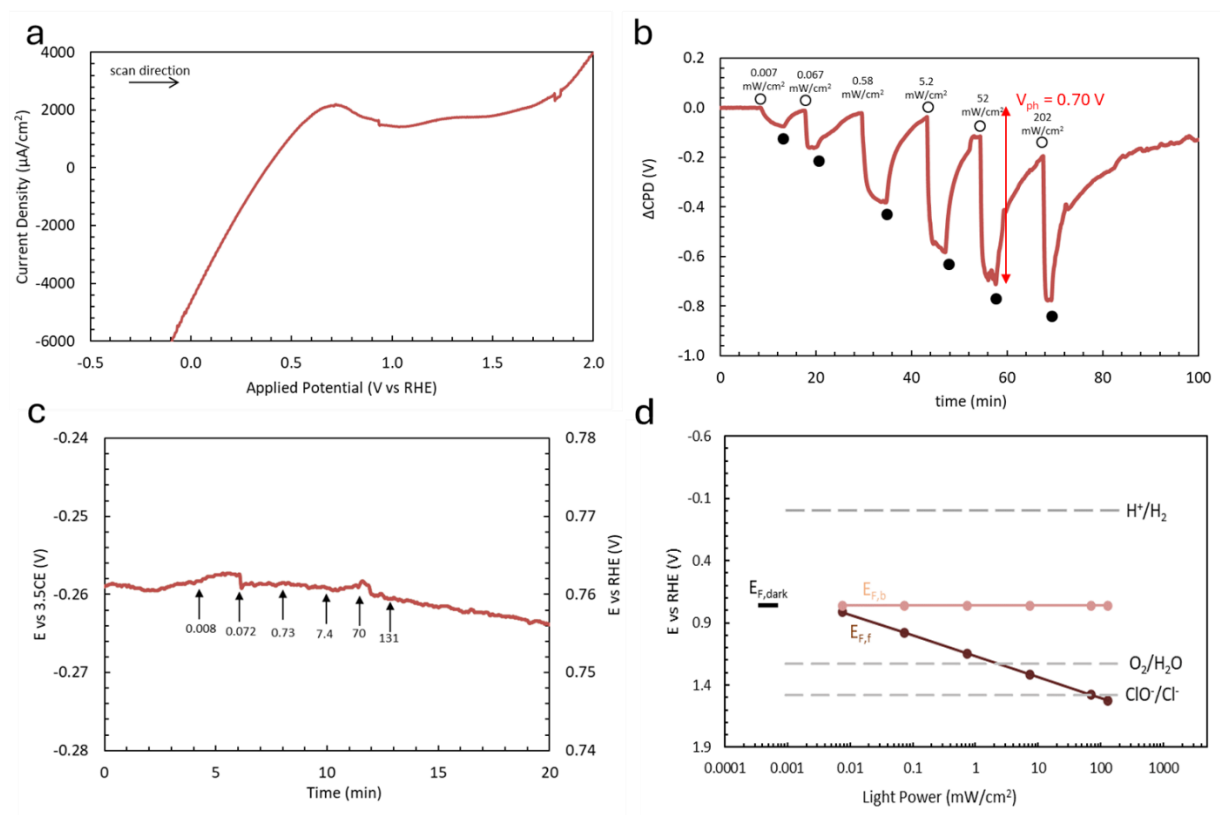 a
scan direction
4000
2000
0
-2000
-4000
-6000
Current Density (µA/cm²)
-0.5
0.0
0.5
1.0
1.5
2.0
Applied Potential (V vs RHE)
b
0.2
0.0
-0.2
-0.4
-0.6
-0.8
-1.0
ΔCPD (V)
0.007
mW/cm²
0.067
mW/cm²
0.58
mW/cm²
5.2
mW/cm²
52
mW/cm²
202
mW/cm²
Vph = 0.70 V
0
20
40
60
80
100
time (min)
c
-0.24
-0.25
-0.26
-0.27
-0.28
E vs 3.5CE (V)
0.008
0.072
0.73
7.4
70
131
0.78
0.77
0.76
0.75
0.74
E vs RHE (V)
0
5
10
15
20
Time (min)
d
-0.6
-0.1
0.4
0.9
1.4
1.9
E vs RHE (V)
H⁺/H₂
EF,dark
EF,b
EF,f
O₂/H₂O
ClO⁻/Cl⁻
0.0001
0.001
0.01
0.1
1
10
100
1000
Light Power (mW/cm²)